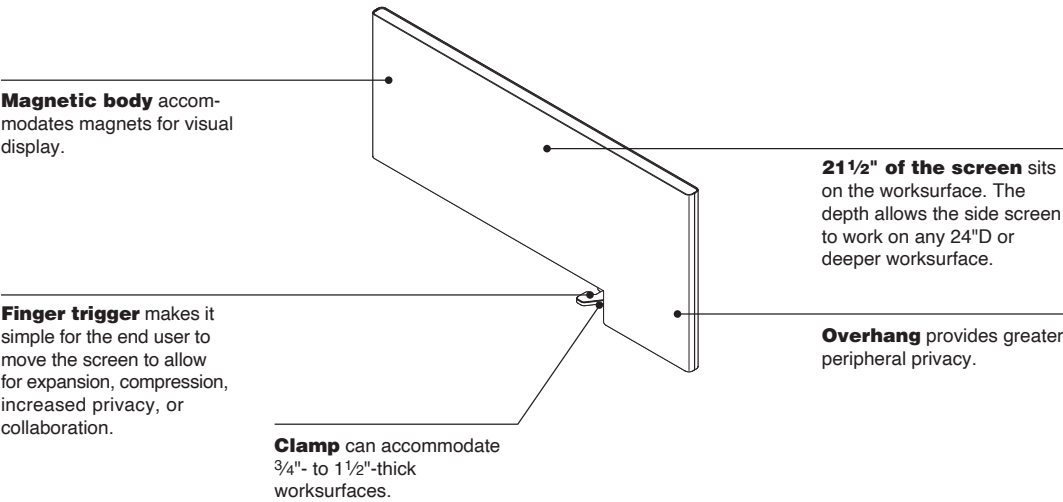 Magnetic body accom-
modates magnets for visual
display.
21½" of the screen sits
on the worksurface. The
depth allows the side screen
to work on any 24"D or
deeper worksurface.
Finger trigger makes it
simple for the end user to
move the screen to allow
for expansion, compression,
increased privacy, or
collaboration.
Overhang provides greater
peripheral privacy.
Clamp can accommodate
¾"- to 1½"-thick
worksurfaces.